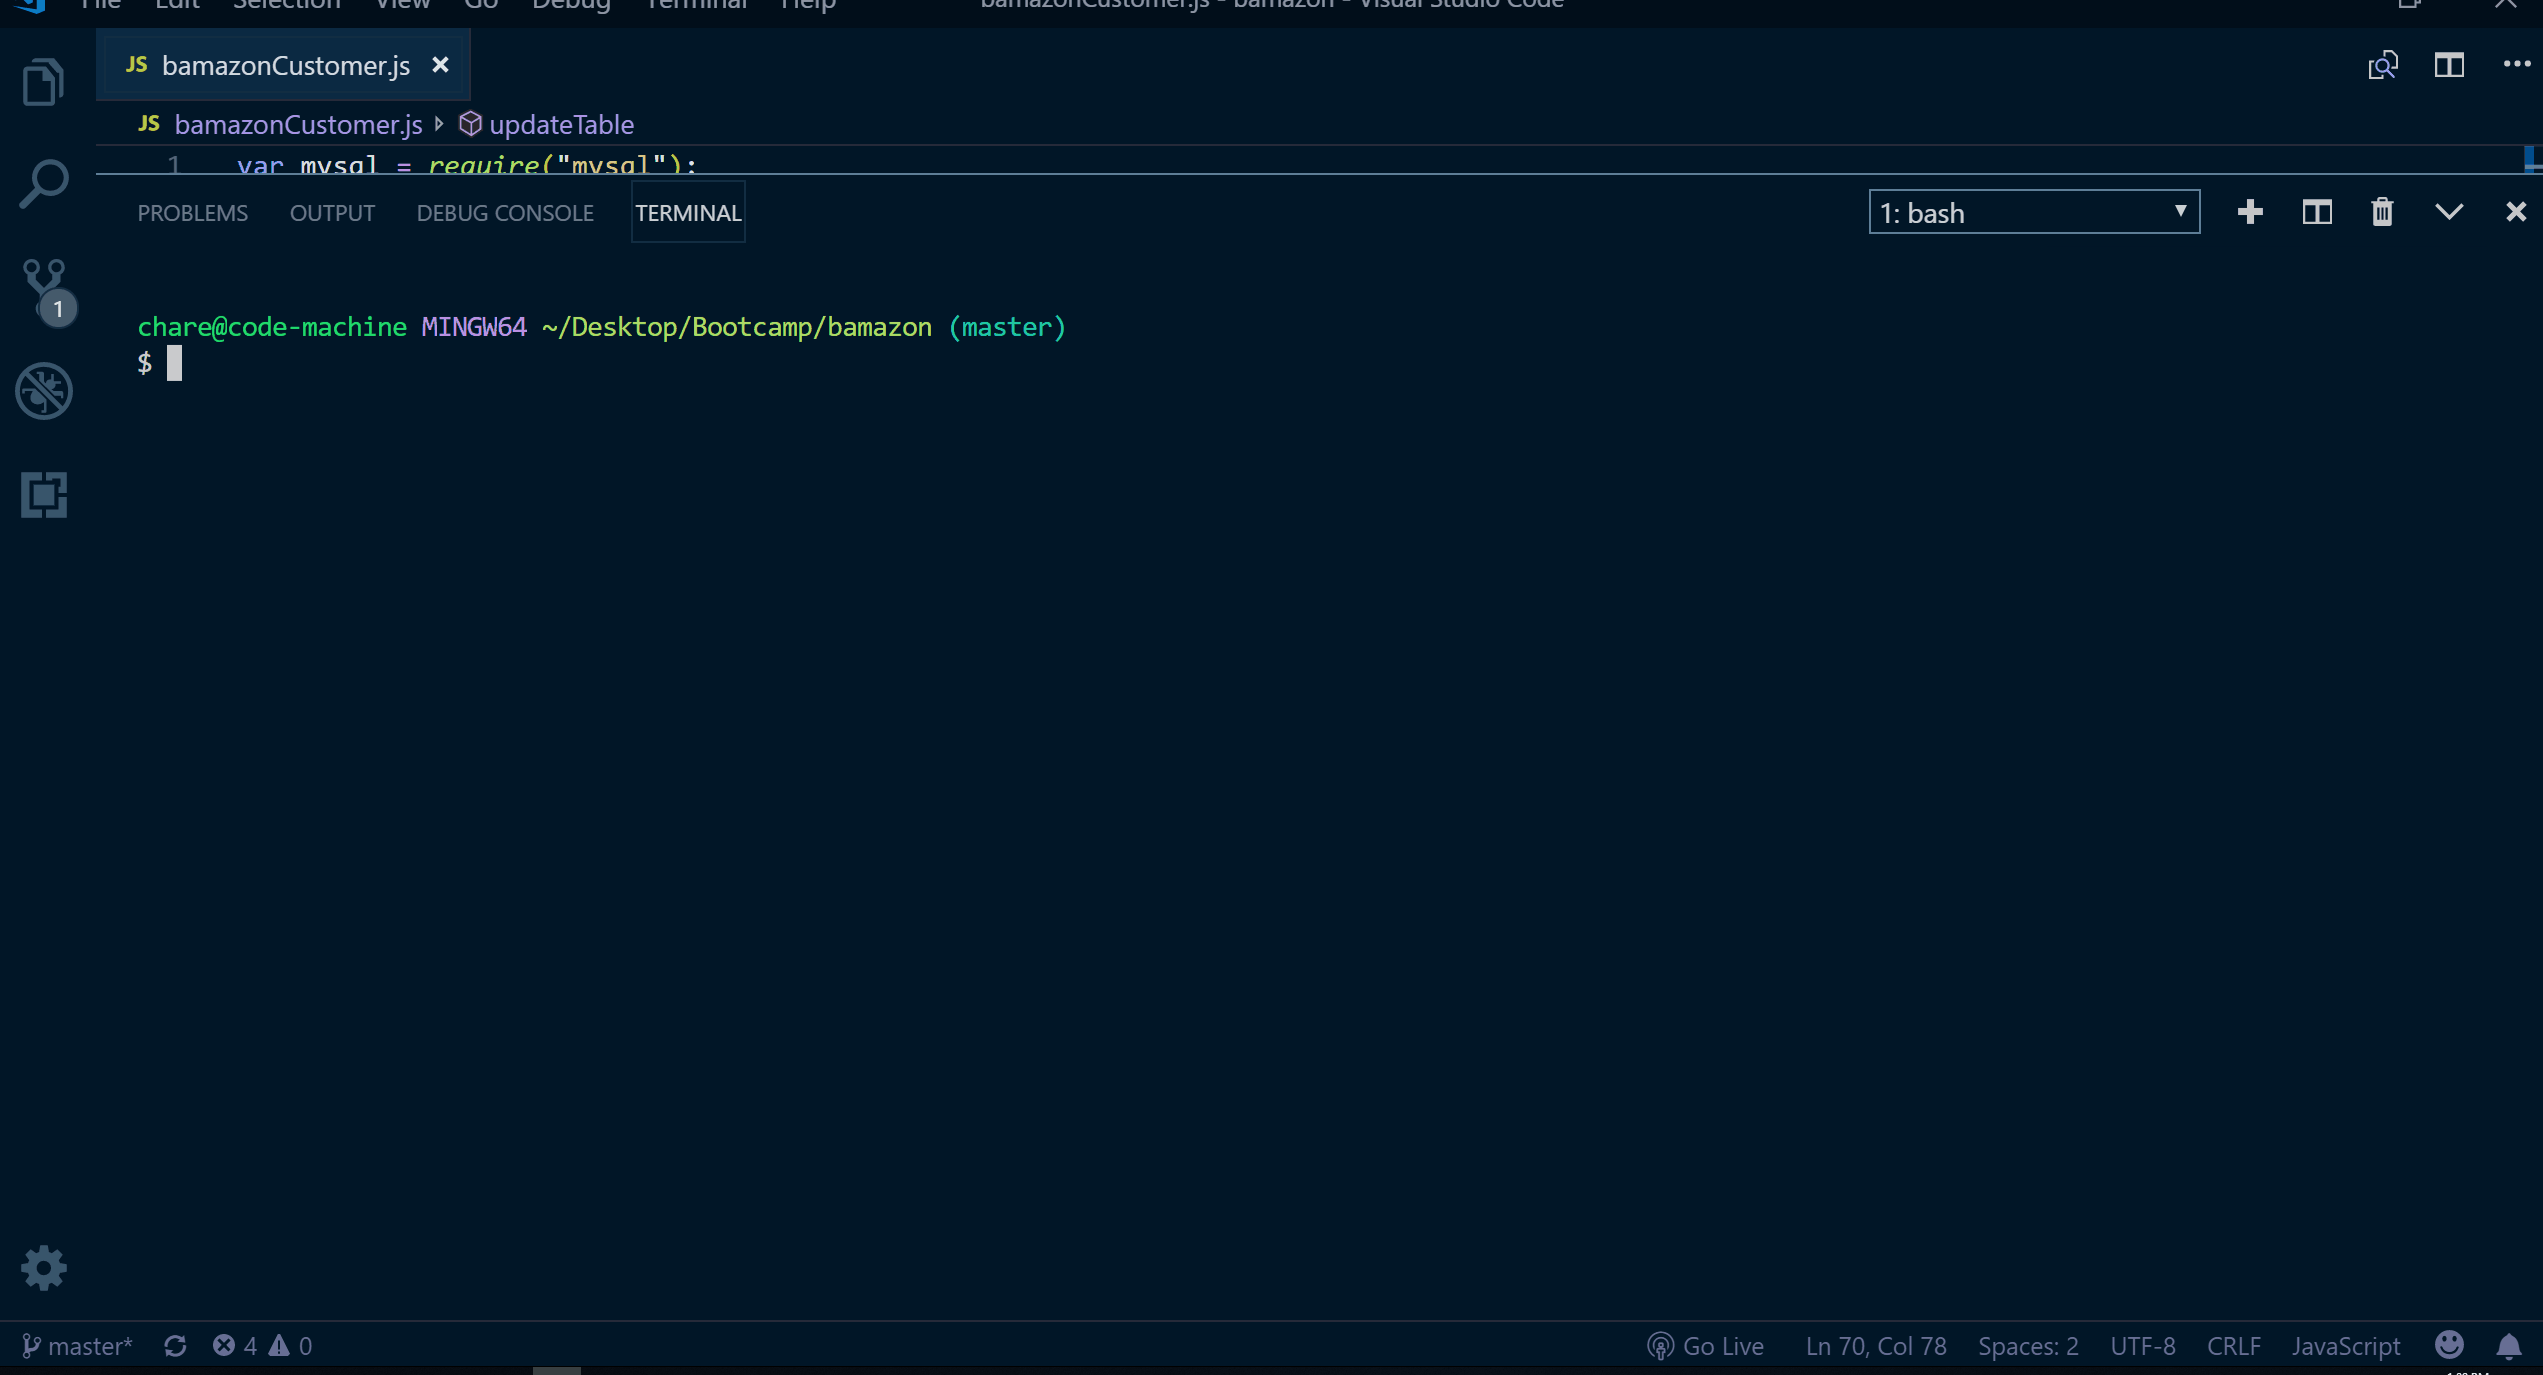 File Edit Selection View Go Debug Terminal Help bamazonCustomer.js - bamazon - Visual Studio Code
JS bamazonCustomer.js
JS bamazonCustomer.js updateTable
1 var mysql = require("mysql");
PROBLEMS OUTPUT DEBUG CONSOLE TERMINAL 1: bash
1
chare@code-machine MINGW64 ~/Desktop/Bootcamp/bamazon (master)
$
master* 4 0 Go Live Ln 70, Col 78 Spaces: 2 UTF-8 CRLF JavaScript